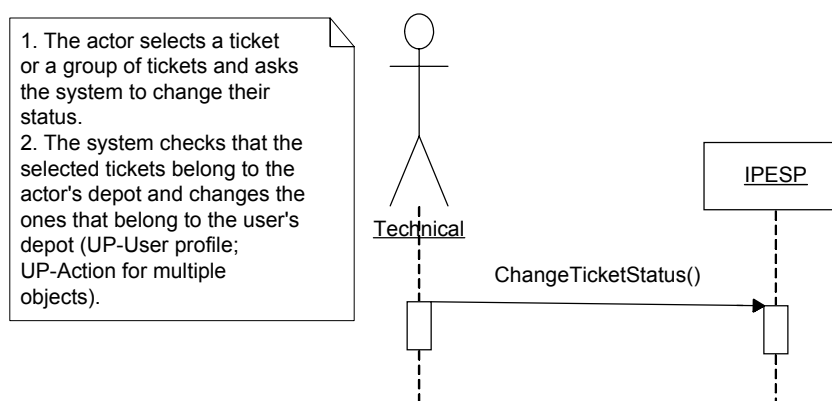 1. The actor selects a ticket
or a group of tickets and asks
the system to change their
status.
2. The system checks that the
selected tickets belong to the
actor's depot and changes the
ones that belong to the user's
depot (UP-User profile;
UP-Action for multiple
objects).
Technical
IPESP
ChangeTicketStatus()